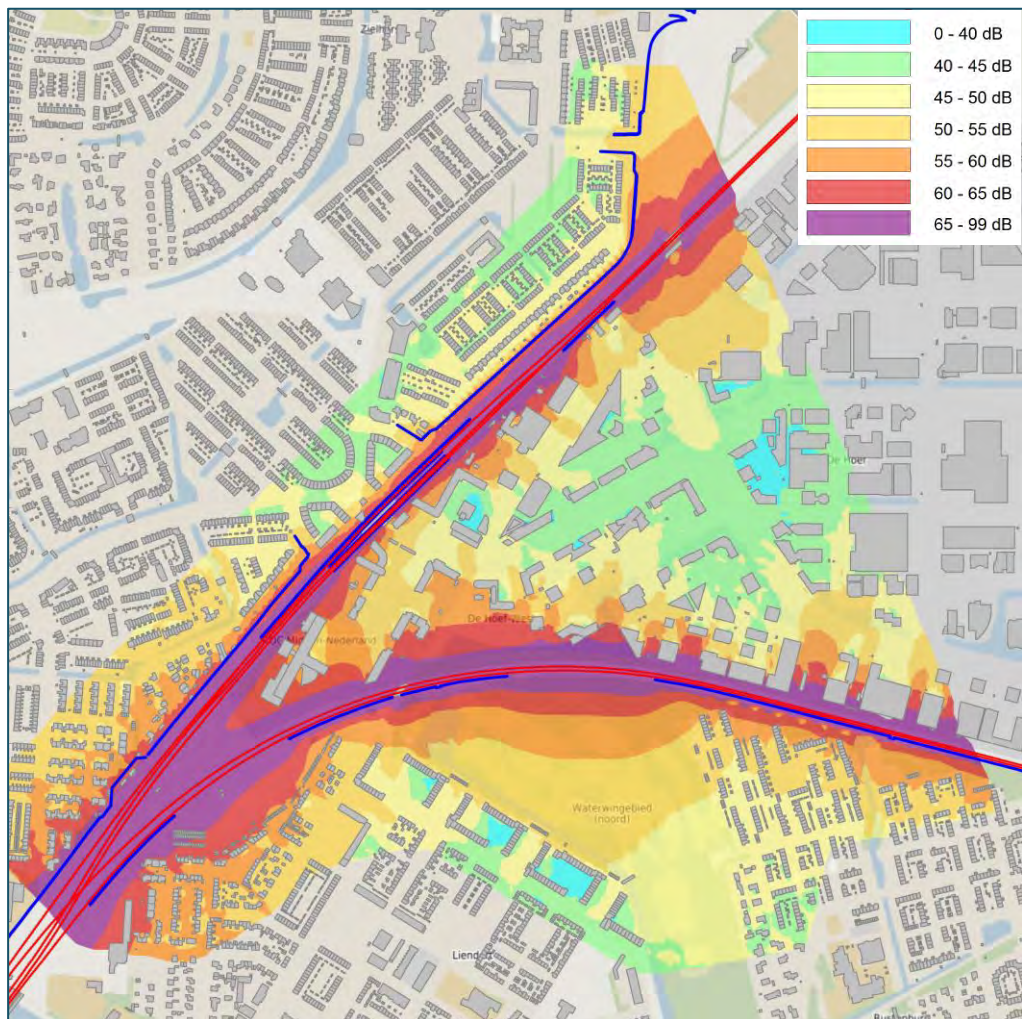 0 - 40 dB
40 - 45 dB
45 - 50 dB
50 - 55 dB
55 - 60 dB
60 - 65 dB
65 - 99 dB
De Hoef
De Hoef-West
Nederland
Waterwingebied
(noord)